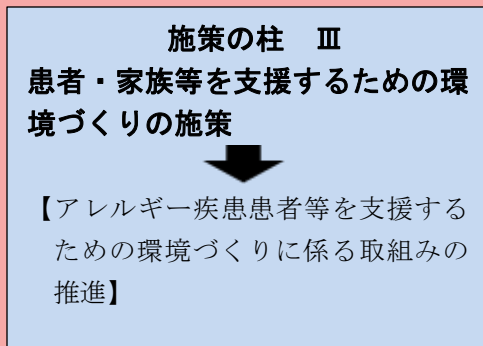 施策の柱　Ⅲ
患者・家族等を支援するための環
境づくりの施策
【アレルギー疾患患者等を支援する
ための環境づくりに係る取組みの
推進】